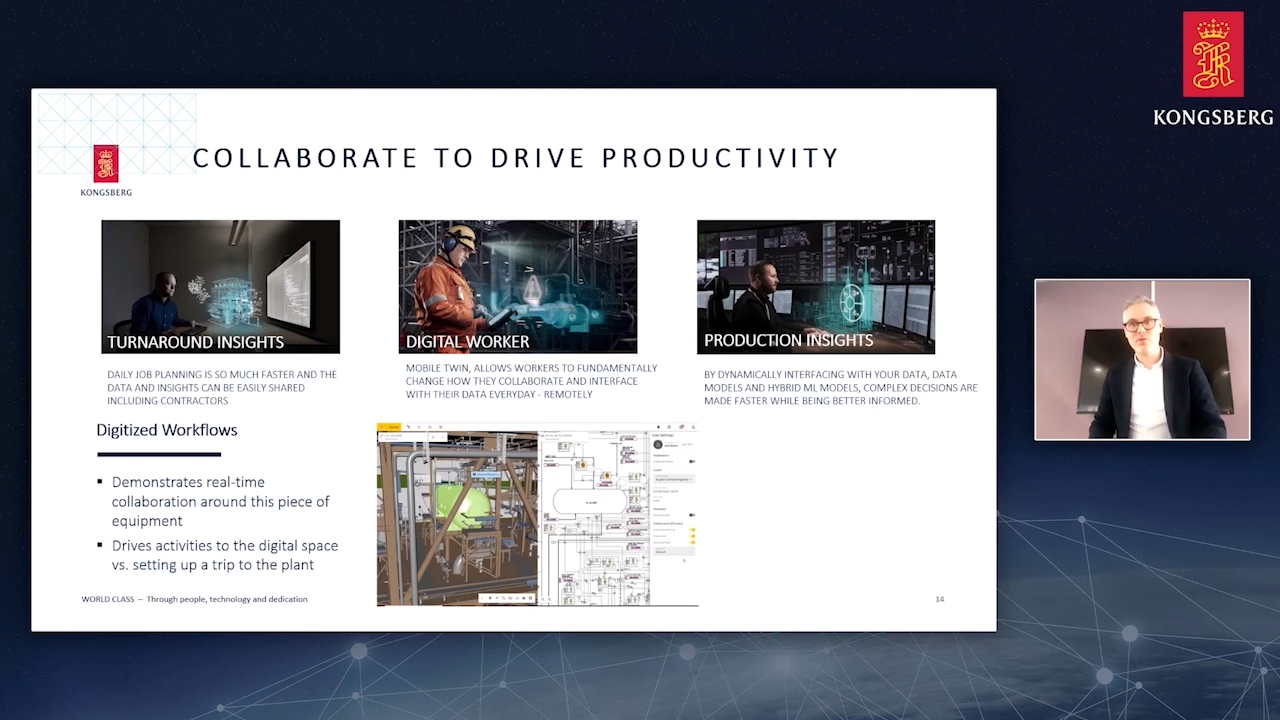 KONGSBERG
COLLABORATE TO DRIVE PRODUCTIVITY
KONGSBERG
TURNAROUND INSIGHTS
DAILY JOB PLANNING IS SO MUCH FASTER AND THE
DATA AND INSIGHTS CAN BE EASILY SHARED
INCLUDING CONTRACTORS
DIGITAL WORKER
MOBILE TWIN, ALLOWS WORKERS TO FUNDAMENTALLY
CHANGE HOW THEY COLLABORATE AND INTERFACE
WITH THEIR DATA EVERYDAY - REMOTELY
PRODUCTION INSIGHTS
BY DYNAMICALLY INTERFACING WITH YOUR DATA, DATA
MODELS AND HYBRID ML MODELS, COMPLEX DECISIONS ARE
MADE FASTER WHILE BEING BETTER INFORMED.
Digitized Workflows
▪ Demonstrates real-time
collaboration around this piece of
equipment
▪ Drives activities to the digital space
vs. setting up a trip to the plant
WORLD CLASS – Through people, technology and dedication
14